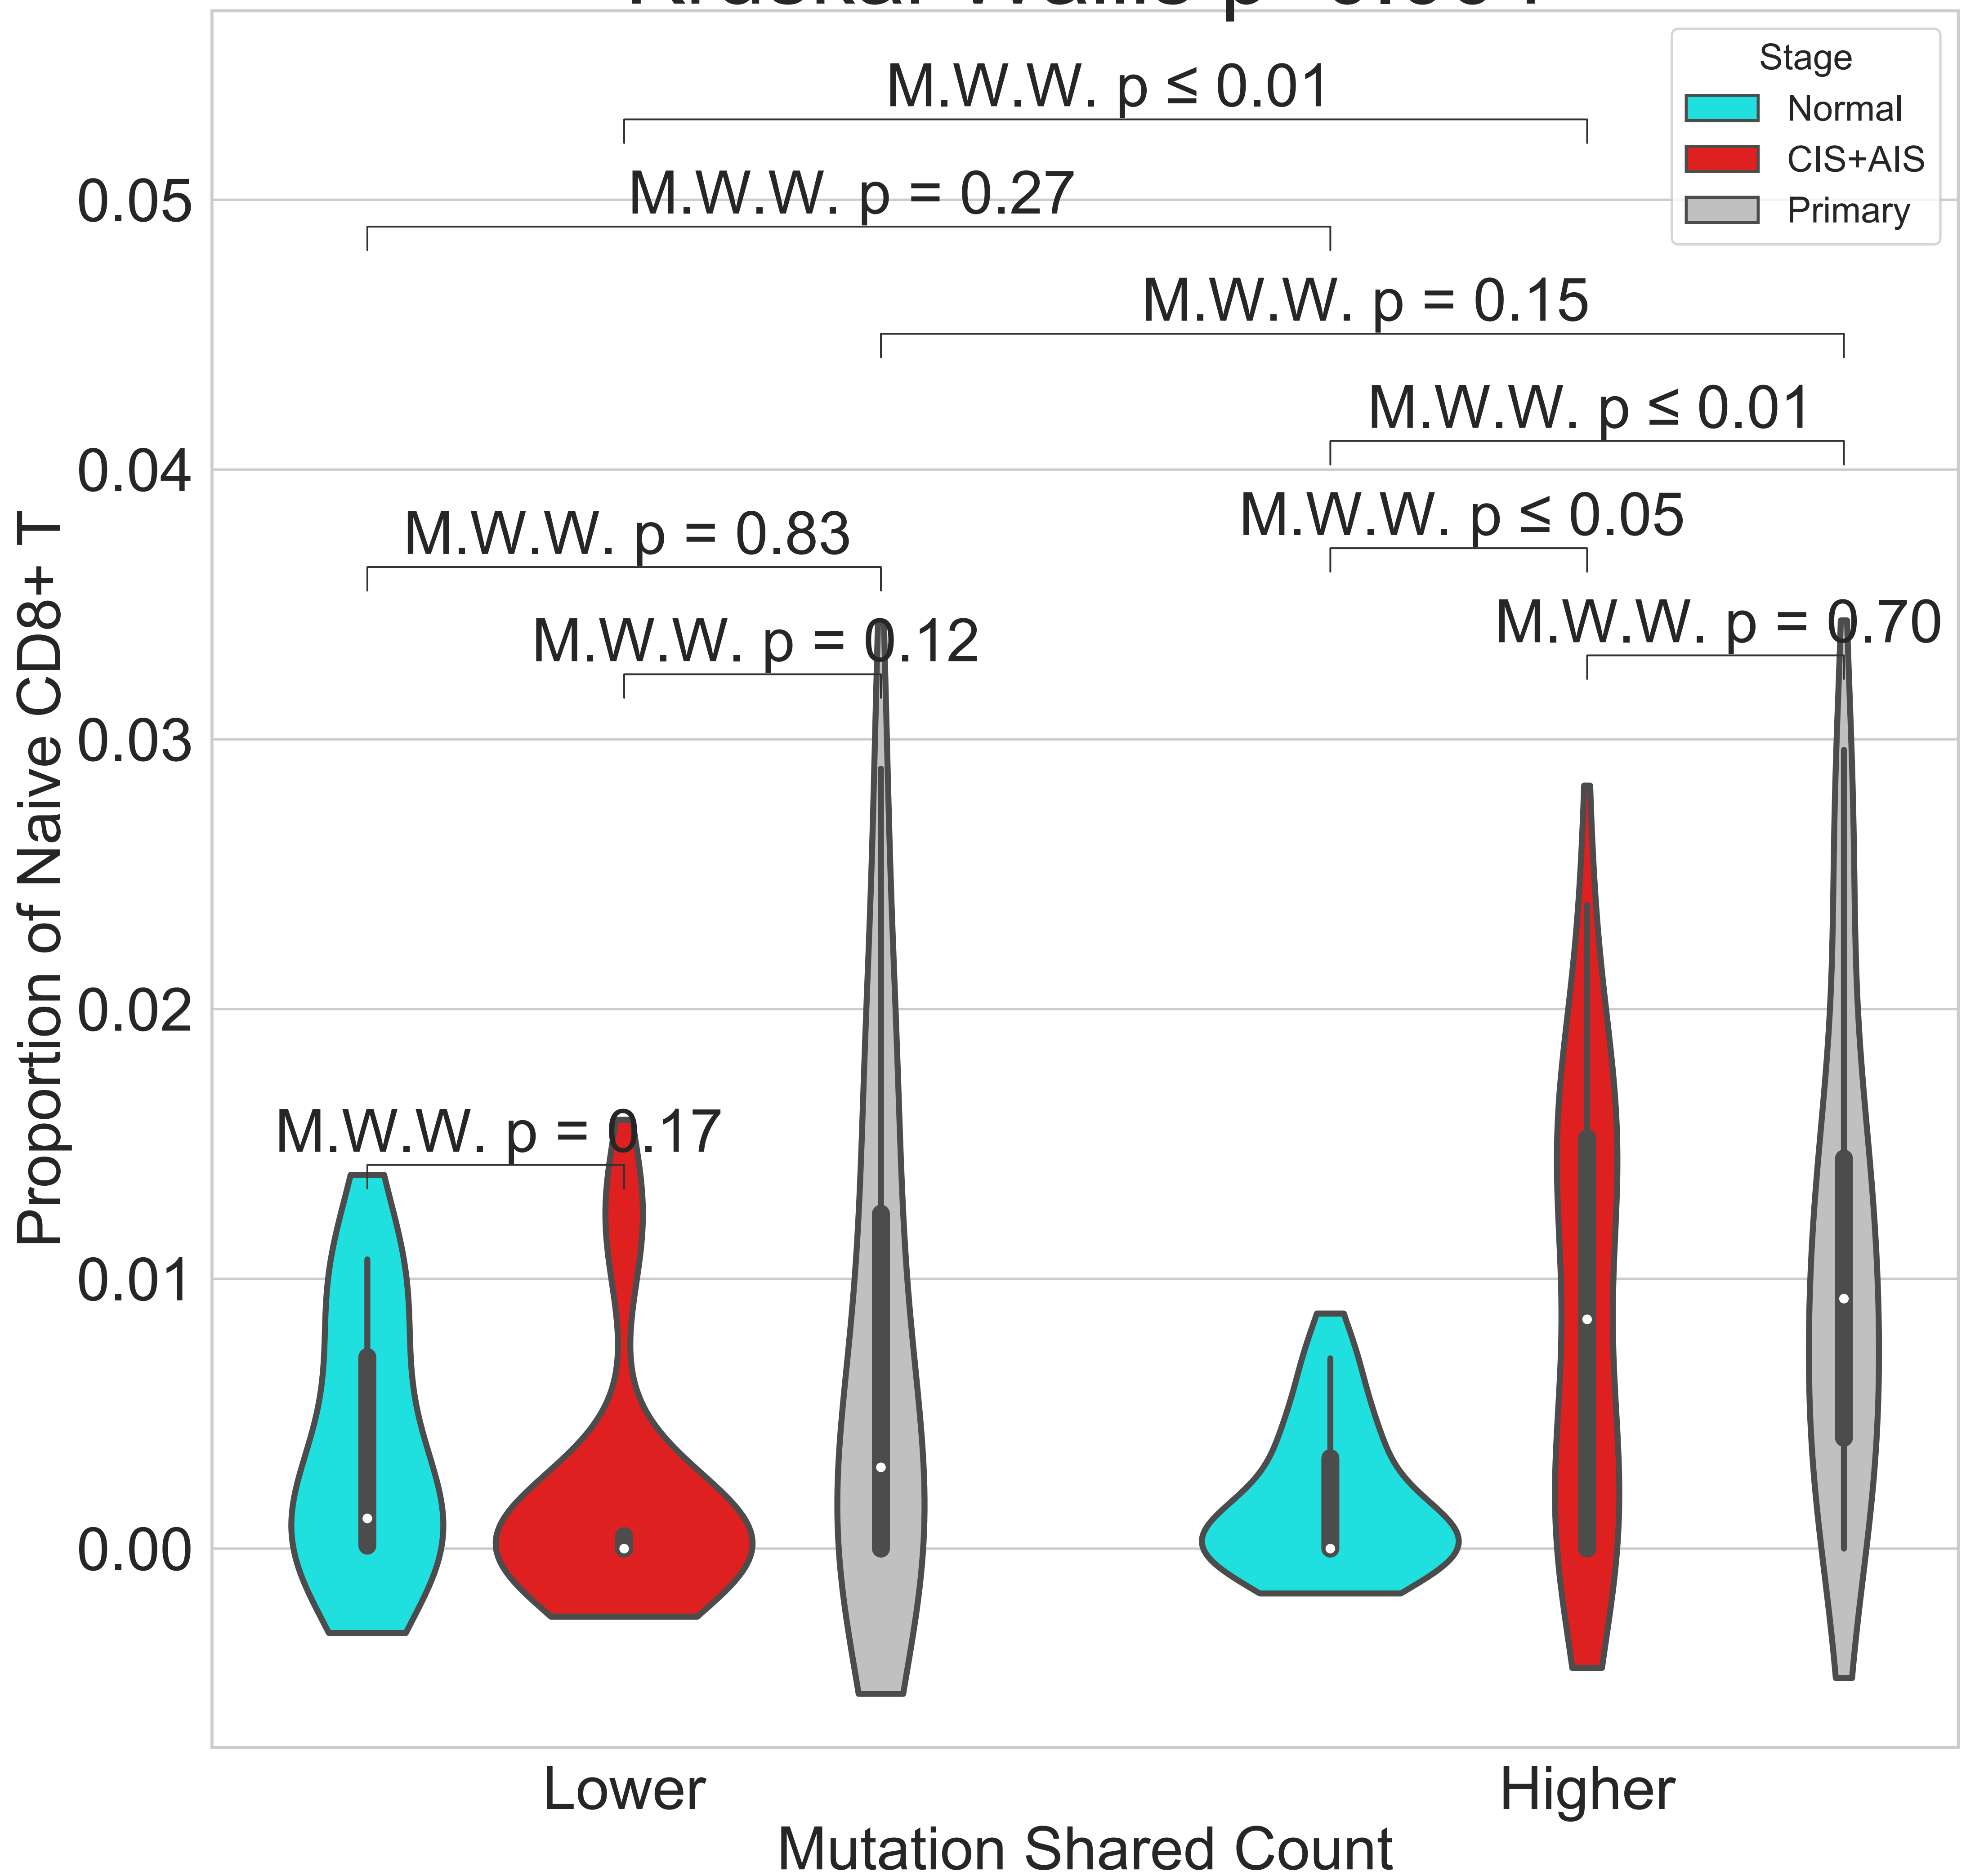 Stage
Normal
CIS+AIS
Primary
M.W.W. p ≤ 0.01
M.W.W. p = 0.27
M.W.W. p = 0.15
M.W.W. p ≤ 0.01
M.W.W. p ≤ 0.05
M.W.W. p = 0.83
M.W.W. p = 0.12
M.W.W. p = 0.70
M.W.W. p = 0.17
0.05
0.04
0.03
0.02
0.01
0.00
Proportion of Naive CD8+ T
Lower
Higher
Mutation Shared Count